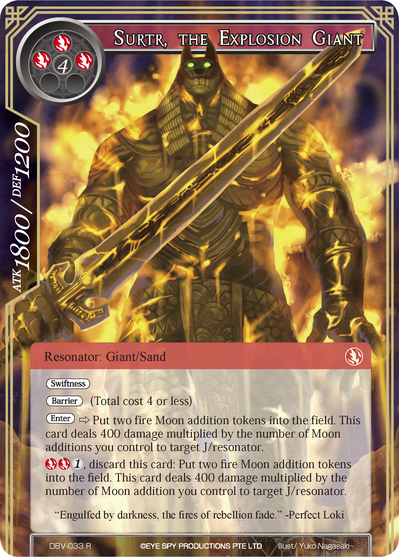 Surtr, the Explosion Giant
4
ATK 1800 / DEF 1200
Resonator: Giant/Sand
Swiftness
Barrier (Total cost 4 or less)
Enter ⇨ Put two fire Moon addition tokens into the field. This
card deals 400 damage multiplied by the number of Moon
additions you control to target J/resonator.
1, discard this card: Put two fire Moon addition tokens
into the field. This card deals 400 damage multiplied by the
number of Moon additions you control to target J/resonator.
“Engulfed by darkness, the fires of rebellion fade.” -Perfect Loki
DBV-033 R ©EYE SPY PRODUCTIONS PTE LTD Illust/ Yuko Nagasaki